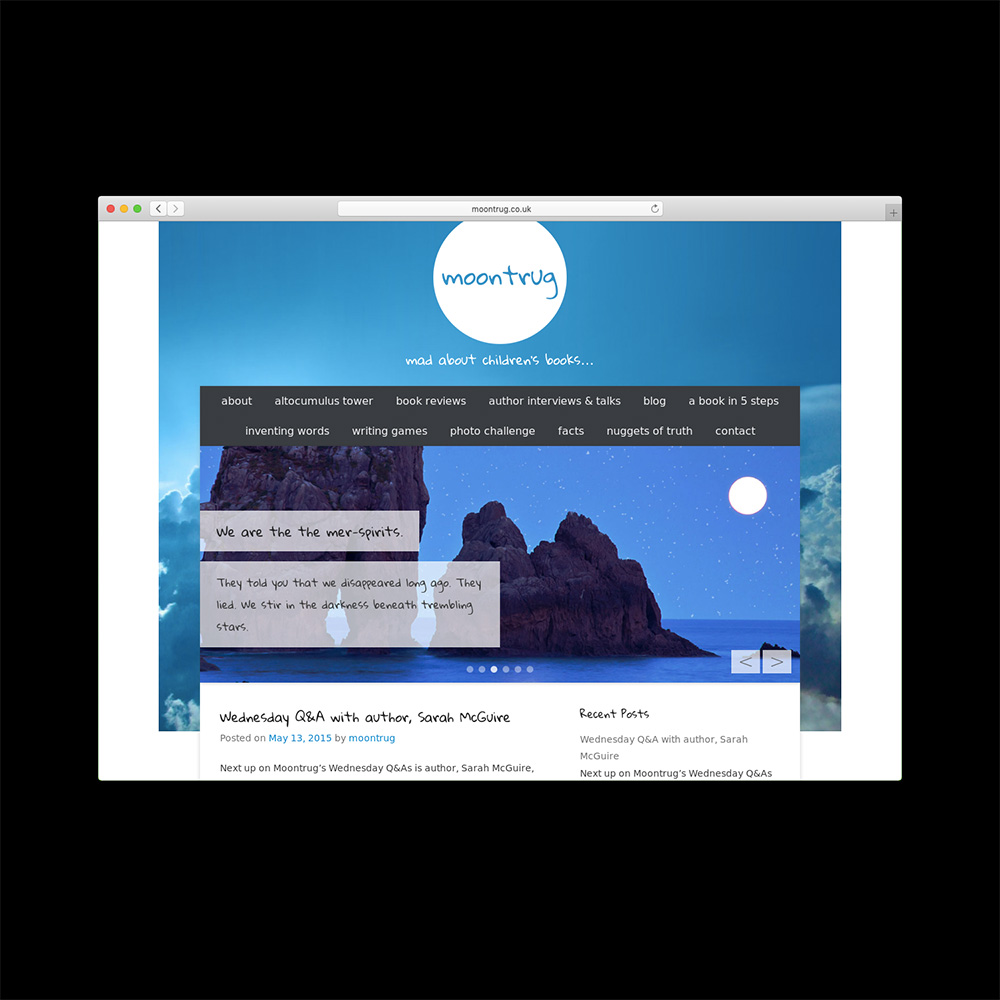 moontrug.co.uk
moontrug
mad about children's books...
about altocumulus tower book reviews author interviews & talks blog a book in 5 steps
inventing words writing games photo challenge facts nuggets of truth contact
We are the the mer-spirits.
They told you that we disappeared long ago. They
lied. We stir in the darkness beneath trembling
stars.
< >
Wednesday Q&A with author, Sarah McGuire
Posted on May 13, 2015 by moontrug
Next up on Moontrug’s Wednesday Q&As is author, Sarah McGuire,
Recent Posts
Wednesday Q&A with author, Sarah
McGuire
Next up on Moontrug’s Wednesday Q&As